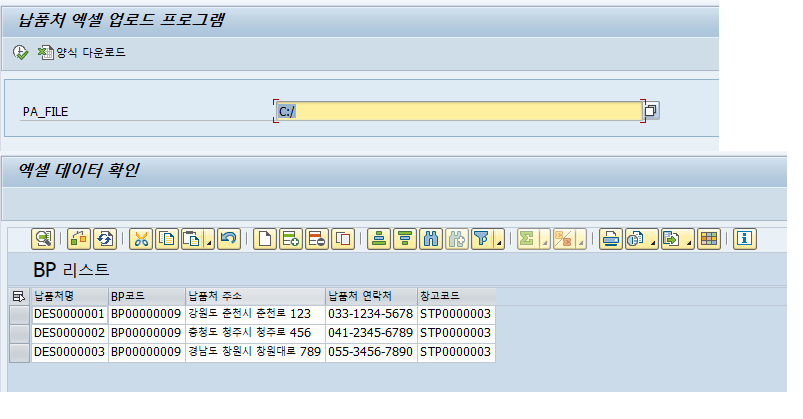 납품처 엑셀 업로드 프로그램
양식 다운로드
PA_FILE C:/
엑셀 데이터 확인
BP 리스트
납품처명 BP코드 납품처 주소 납품처 연락처 창고코드
DES0000001 BP00000009 강원도 춘천시 춘천로 123 033-1234-5678 STP0000003
DES0000002 BP00000009 충청도 청주시 청주로 456 041-2345-6789 STP0000003
DES0000003 BP00000009 경남도 창원시 창원대로 789 055-3456-7890 STP0000003